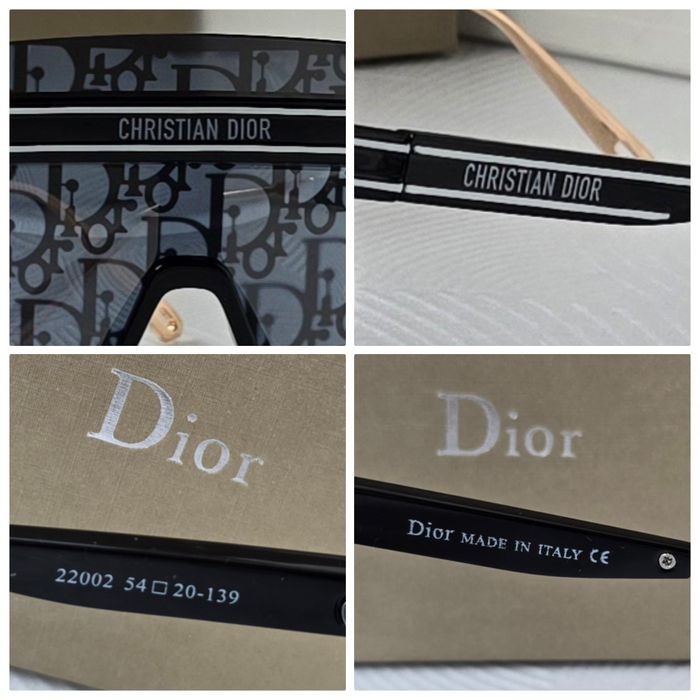 CHRISTIAN DIOR
CHRISTIAN DIOR
Dior
22002 54□20-139
Dior
Dior MADE IN ITALY CE